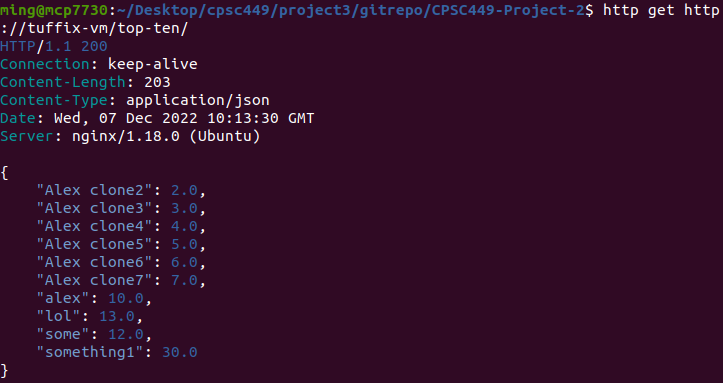 ming@mcp7730:~/Desktop/cpsc449/project3/gitrepo/CPSC449-Project-2$ http get http
://tuffix-vm/top-ten/
HTTP/1.1 200
Connection: keep-alive
Content-Length: 203
Content-Type: application/json
Date: Wed, 07 Dec 2022 10:13:30 GMT
Server: nginx/1.18.0 (Ubuntu)

{
    "Alex clone2": 2.0,
    "Alex clone3": 3.0,
    "Alex clone4": 4.0,
    "Alex clone5": 5.0,
    "Alex clone6": 6.0,
    "Alex clone7": 7.0,
    "alex": 10.0,
    "lol": 13.0,
    "some": 12.0,
    "something1": 30.0
}